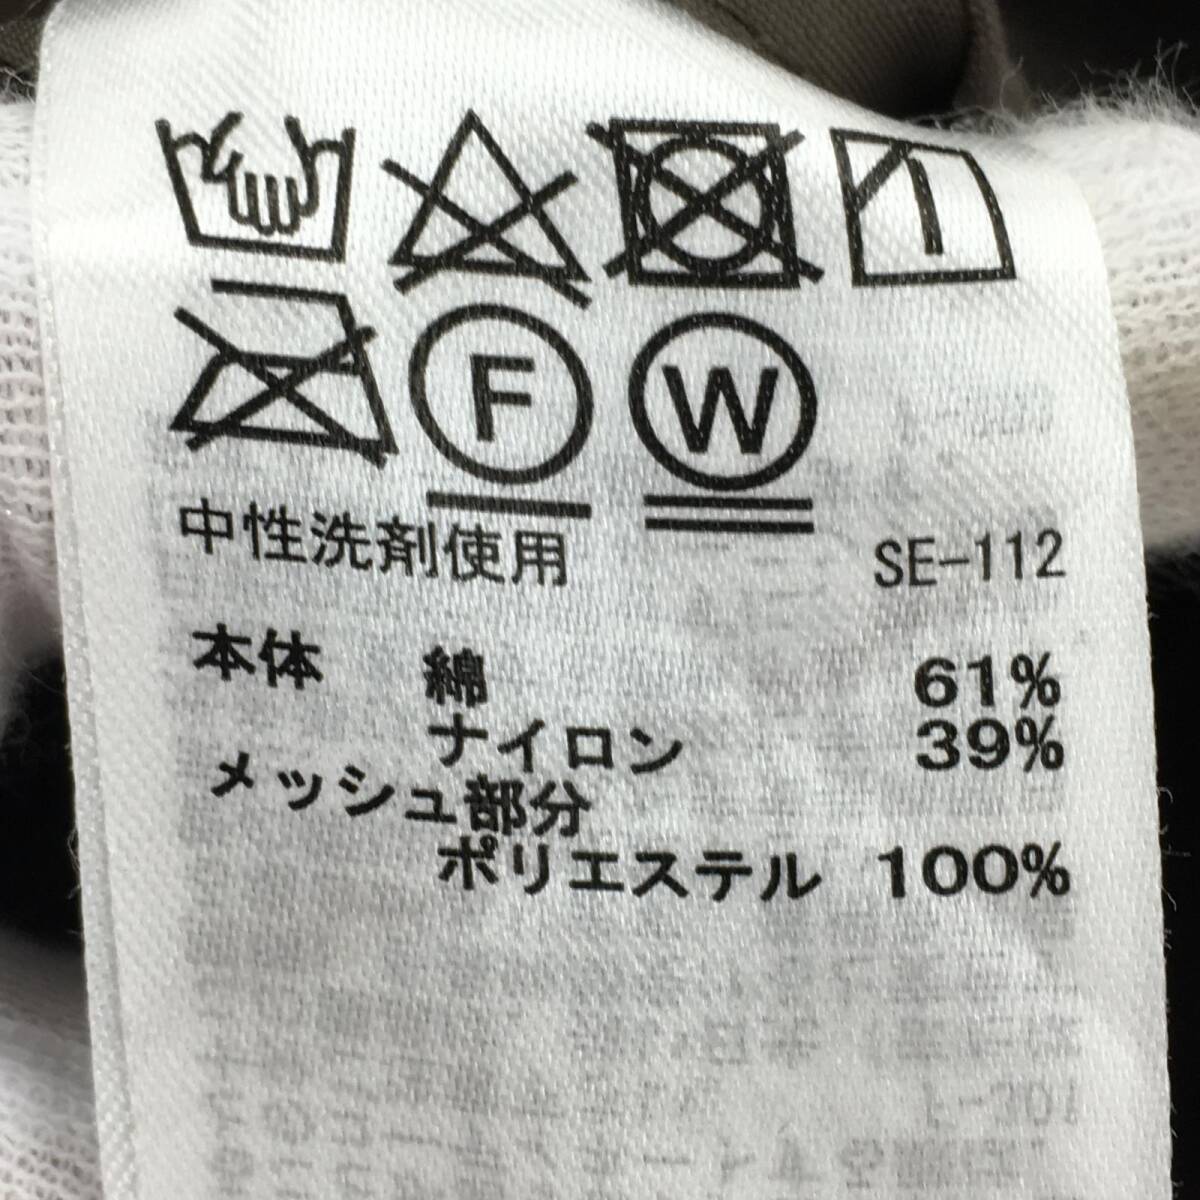 F W
中性洗剤使用 SE-112
本体 綿 61%
ナイロン 39%
メッシュ部分
ポリエステル 100%